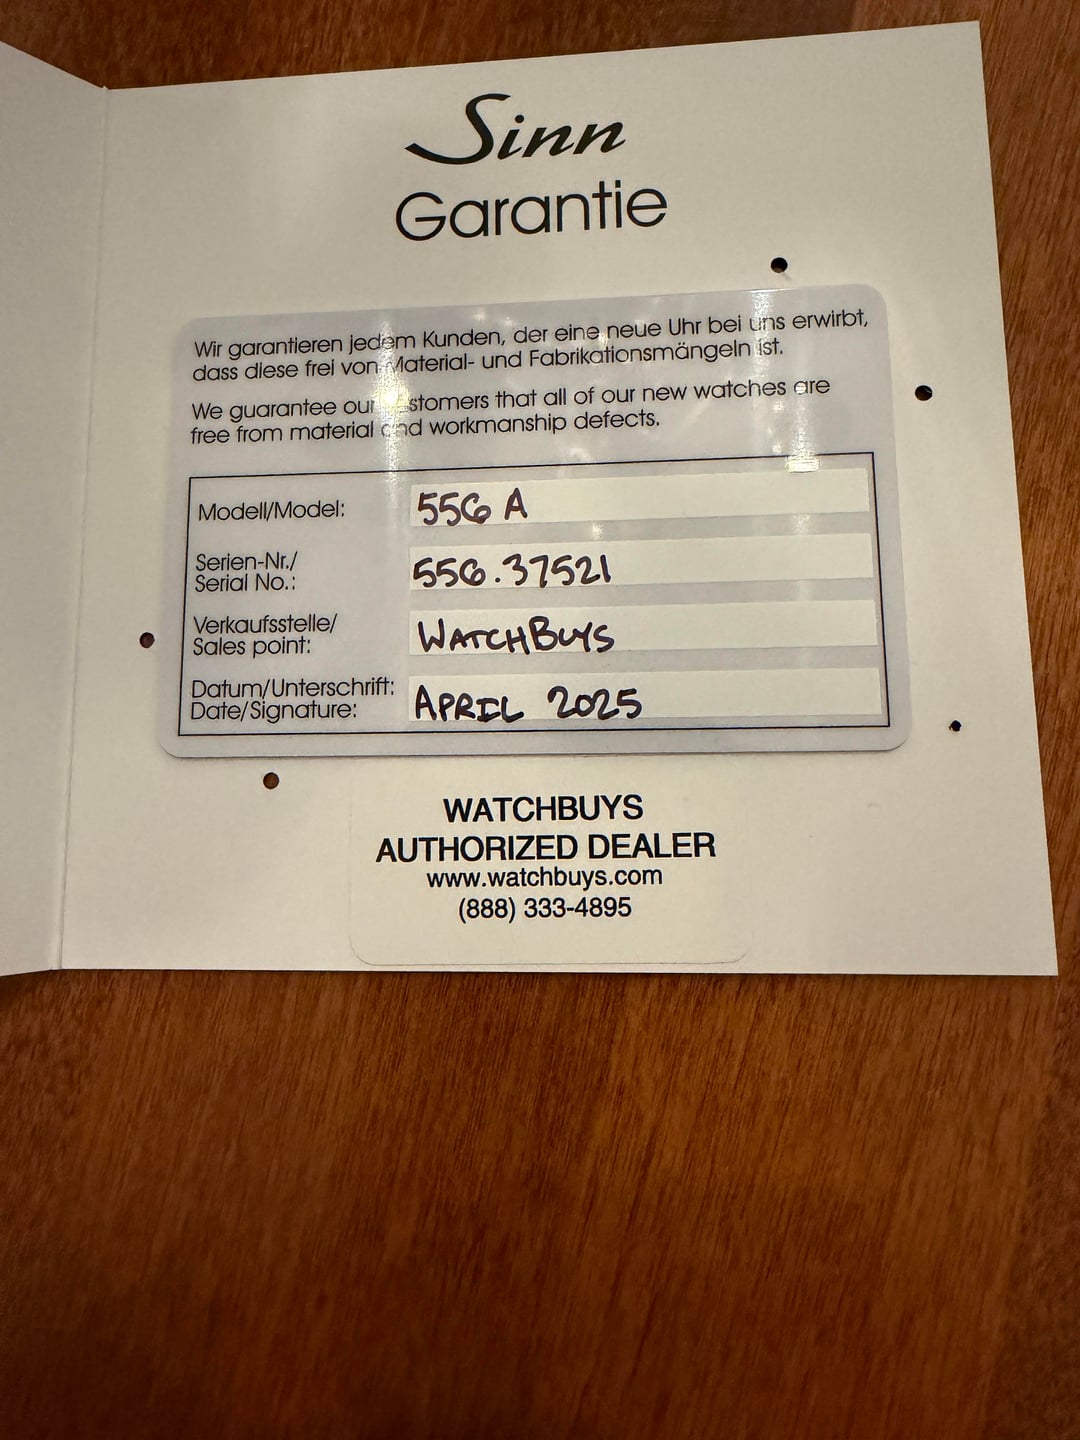 Sinn
Garantie
Wir garantieren jedem Kunden, der eine neue Uhr bei uns erwirbt,
dass diese frei von Material- und Fabrikationsmängeln ist.
We guarantee our customers that all of our new watches are
free from material and workmanship defects.
Modell/Model: 556 A
Serien-Nr./
Serial No.: 556.37521
Verkaufsstelle/
Sales point: WATCHBUYS
Datum/Unterschrift:
Date/Signature: APRIL 2025
WATCHBUYS
AUTHORIZED DEALER
www.watchbuys.com
(888) 333-4895